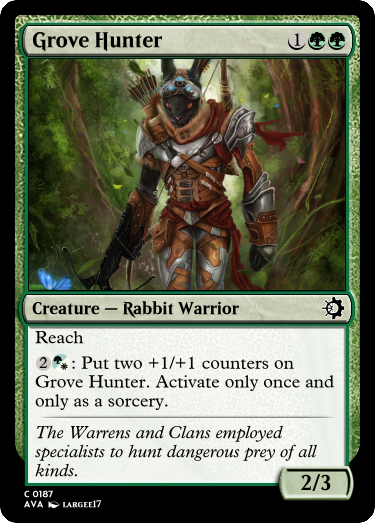 Grove Hunter 1
Creature — Rabbit Warrior
Reach
2: Put two +1/+1 counters on
Grove Hunter. Activate only once and
only as a sorcery.
The Warrens and Clans employed
specialists to hunt dangerous prey of all
kinds.
2/3
C 0187
AVA LARGEE17